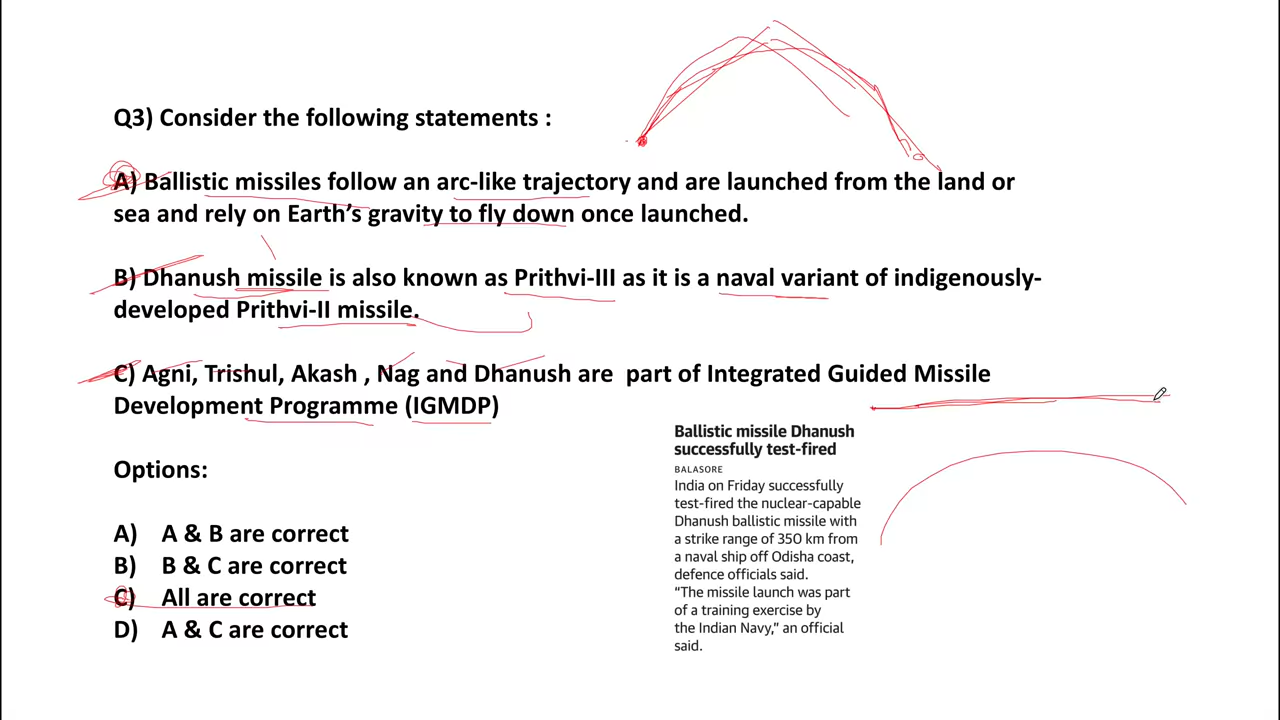 Q3) Consider the following statements :
A) Ballistic missiles follow an arc-like trajectory and are launched from the land or
sea and rely on Earth's gravity to fly down once launched.
B) Dhanush missile is also known as Prithvi-III as it is a naval variant of indigenously-
developed Prithvi-II missile.
C) Agni, Trishul, Akash , Nag and Dhanush are part of Integrated Guided Missile
Development Programme (IGMDP)
Options:
A) A & B are correct
B) B & C are correct
C) All are correct
D) A & C are correct
Ballistic missile Dhanush
successfully test-fired
BALASORE
India on Friday successfully
test-fired the nuclear-capable
Dhanush ballistic missile with
a strike range of 350 km from
a naval ship off Odisha coast,
defence officials said.
"The missile launch was part
of a training exercise by
the Indian Navy," an official
said.